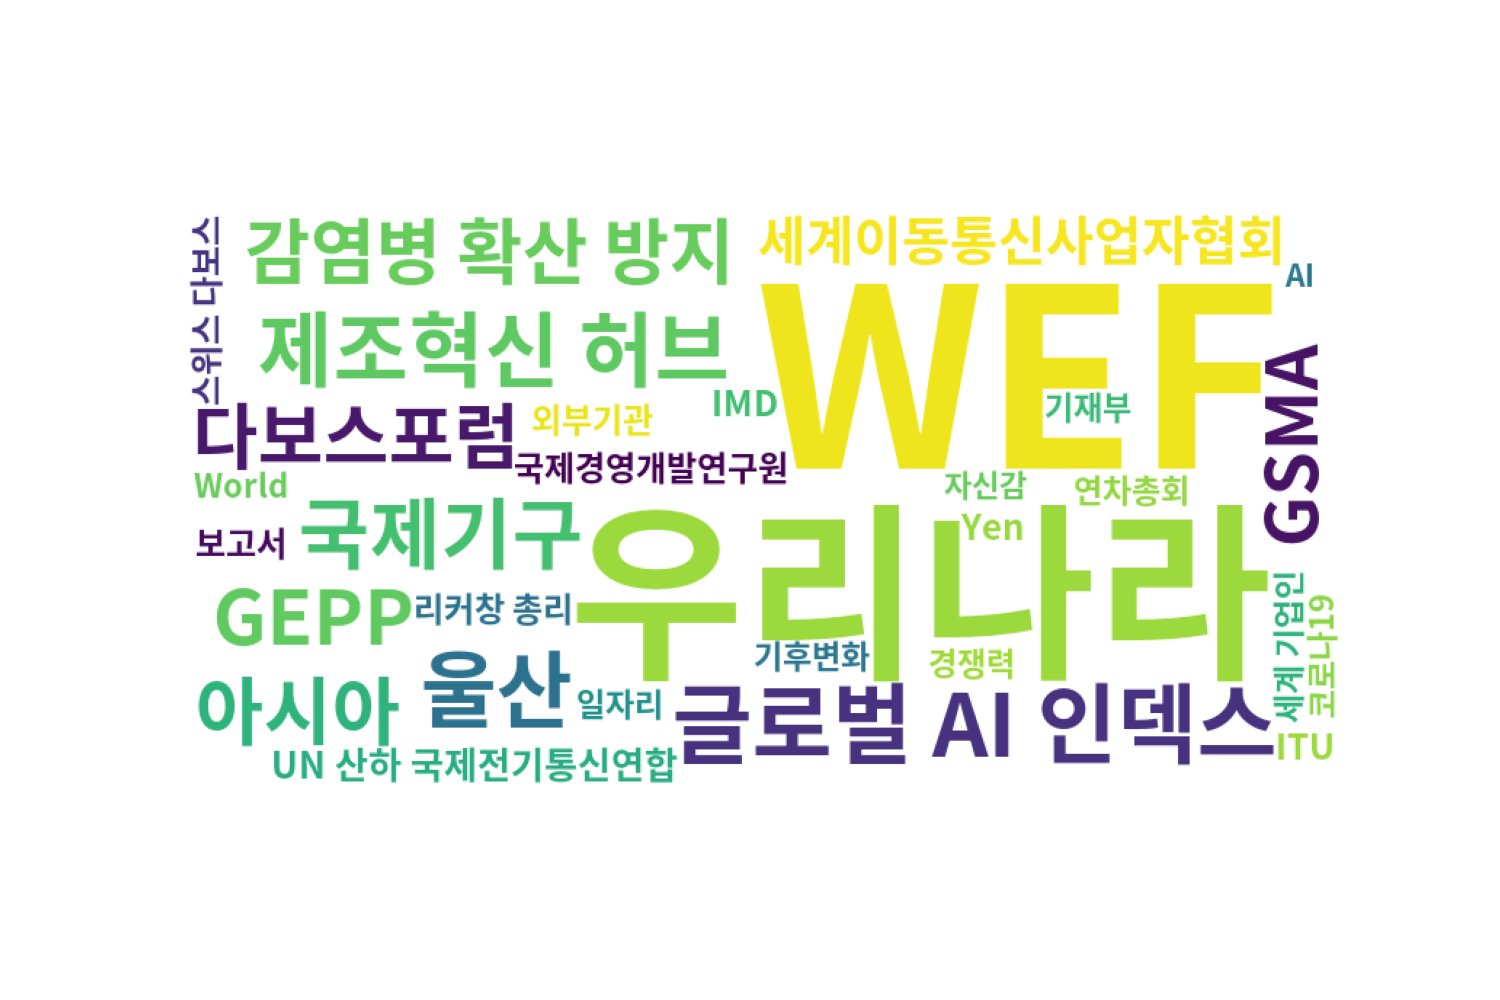 스위스 다보스
감염병 확산 방지
세계이동통신사업자협회
AI
제조혁신 허브
WEF
GSMA
IMD
기재부
다보스포럼
외부기관
국제경영개발연구원
World
자신감
연차총회
보고서
국제기구
Yen
우리나라
GEPP
리커창 총리
세계 기업인
코로나19
기후변화
경쟁력
아시아
울산
일자리
글로벌 AI 인덱스
ITU
UN 산하 국제전기통신연합